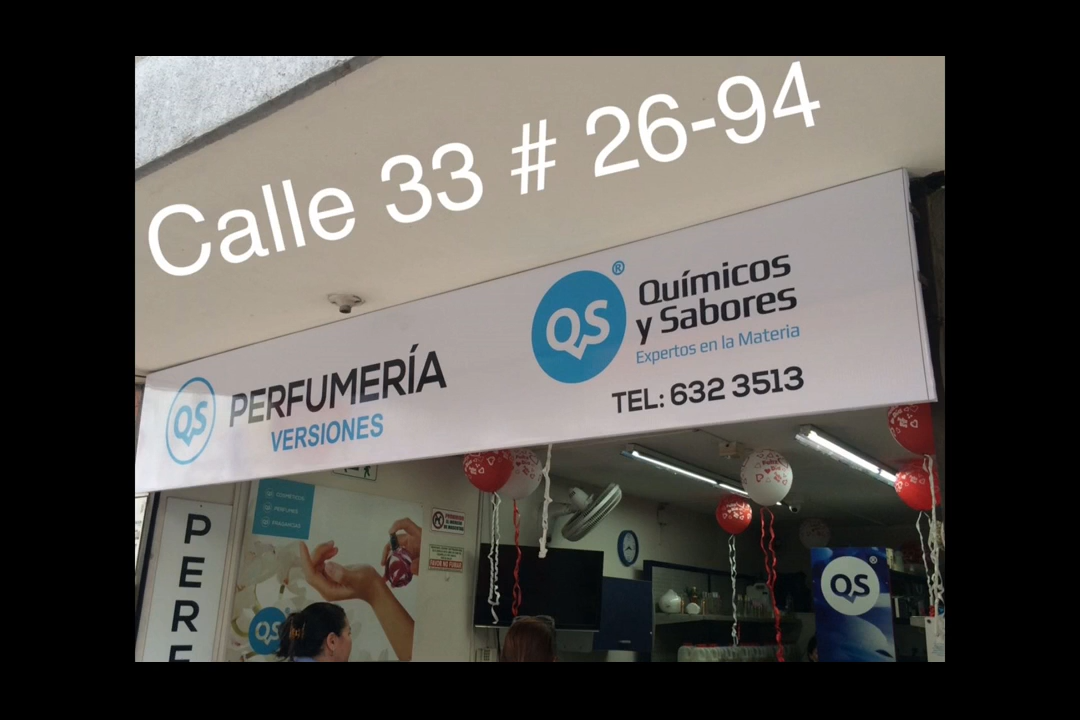 Calle 33 # 26-94
QS
®
Químicos
y Sabores
Expertos en la Materia
TEL: 632 3513
QS
PERFUMERÍA
VERSIONES
QS
QS
®
P
E
R
F